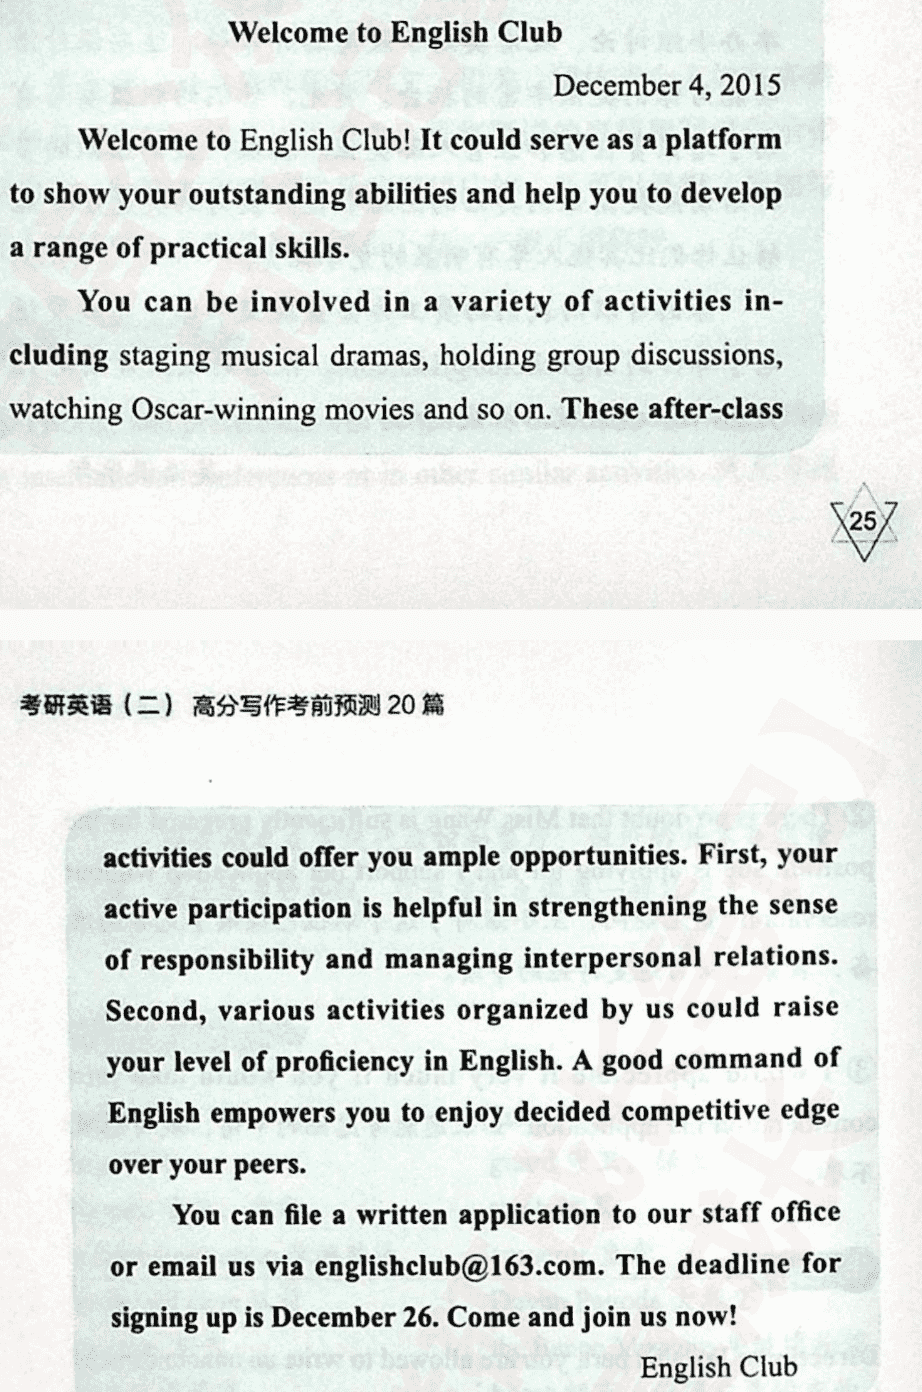 Welcome to English Club
December 4, 2015
Welcome to English Club! It could serve as a platform
to show your outstanding abilities and help you to develop
a range of practical skills.
You can be involved in a variety of activities in-
cluding staging musical dramas, holding group discussions,
watching Oscar-winning movies and so on. These after-class
25
考研英语（二） 高分写作考前预测 20 篇
activities could offer you ample opportunities. First, your
active participation is helpful in strengthening the sense
of responsibility and managing interpersonal relations.
Second, various activities organized by us could raise
your level of proficiency in English. A good command of
English empowers you to enjoy decided competitive edge
over your peers.
You can file a written application to our staff office
or email us via englishclub@163.com. The deadline for
signing up is December 26. Come and join us now!
English Club